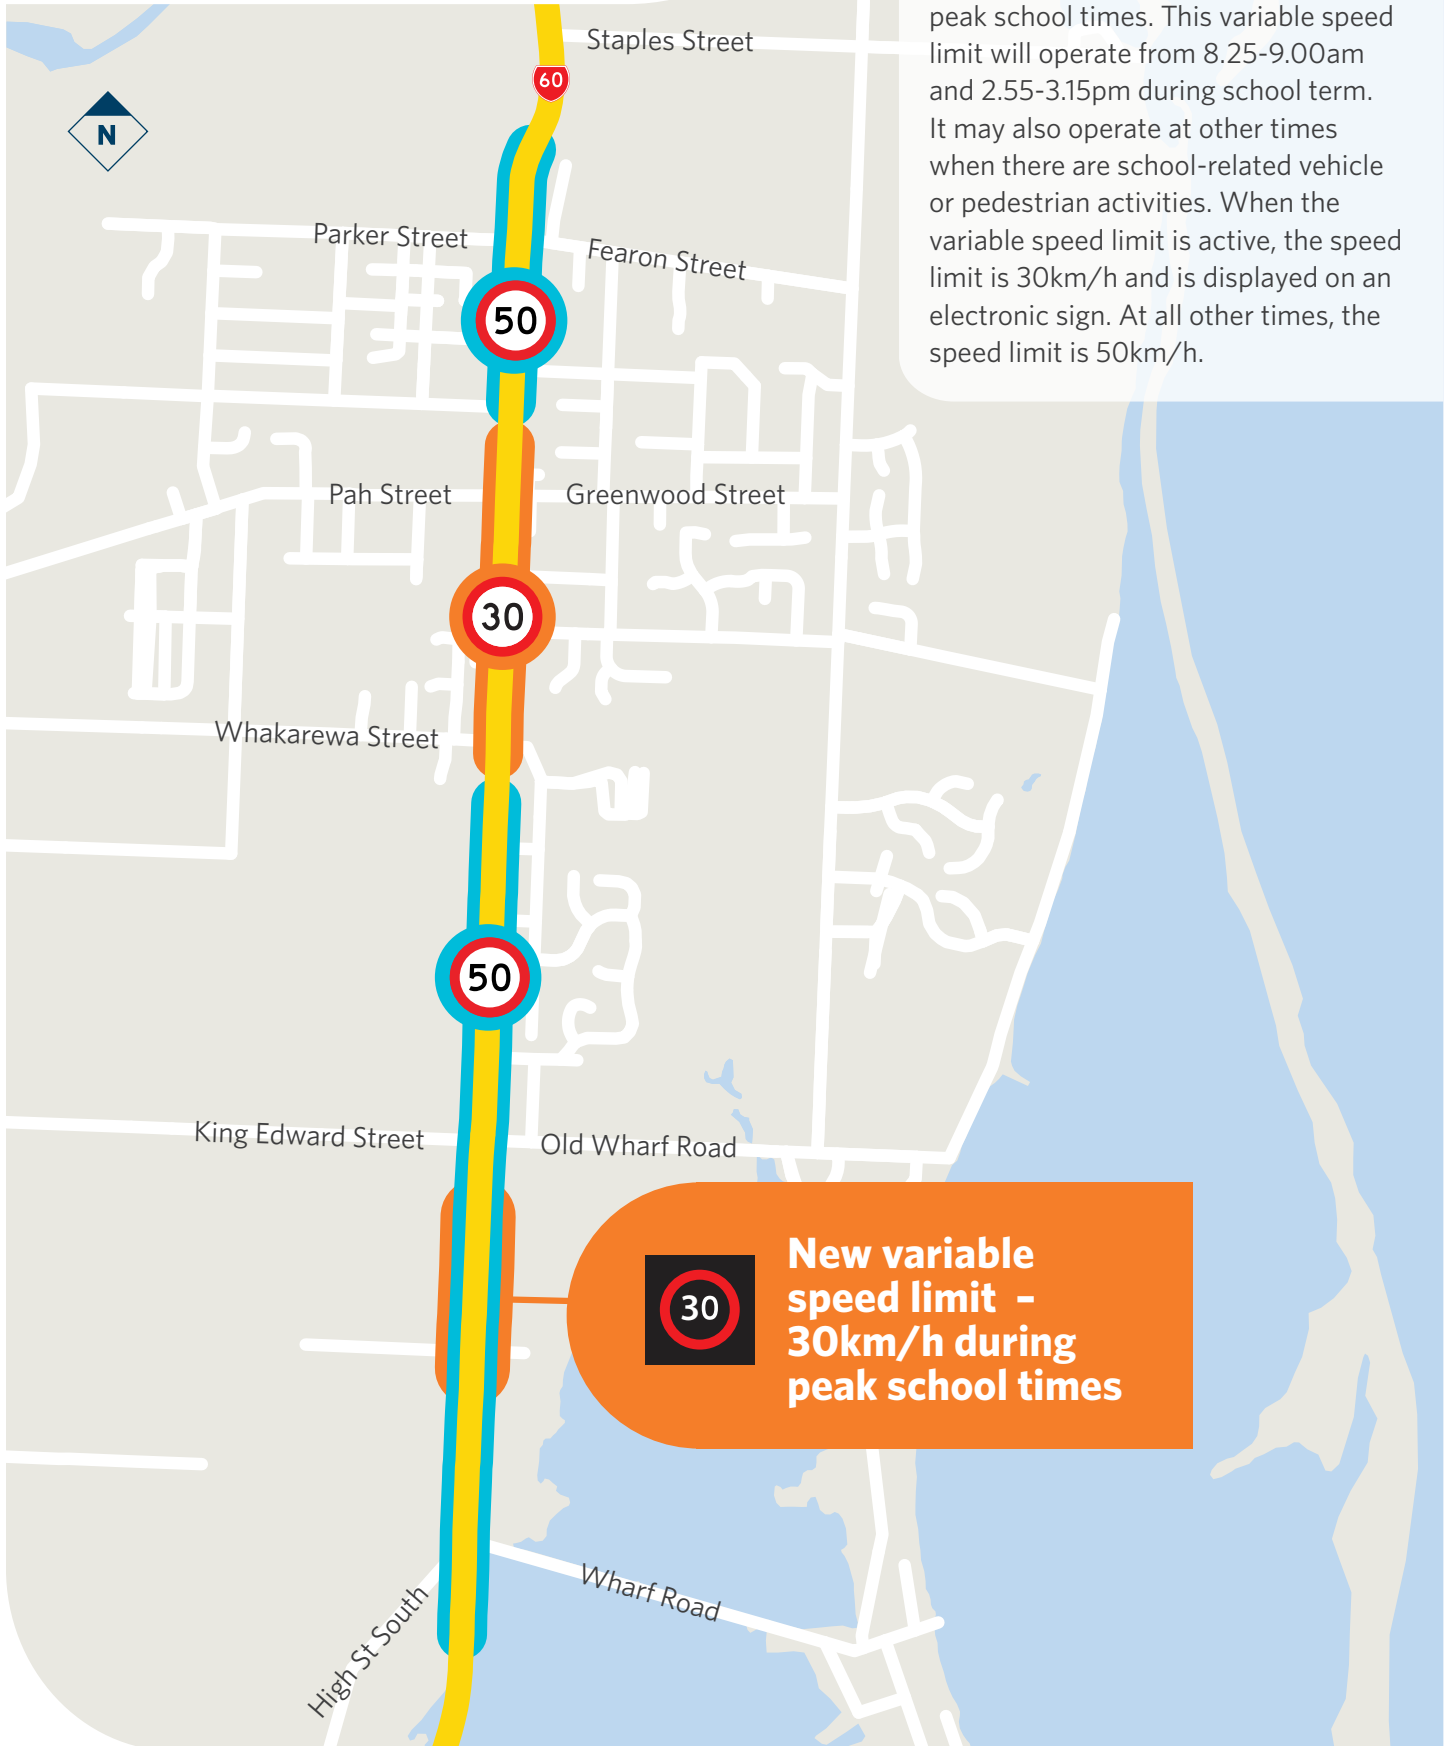 peak school times. This variable speed
limit will operate from 8.25-9.00am
and 2.55-3.15pm during school term.
It may also operate at other times
when there are school-related vehicle
or pedestrian activities. When the
variable speed limit is active, the speed
limit is 30km/h and is displayed on an
electronic sign. At all other times, the
speed limit is 50km/h.
Staples Street
60
N
Parker Street
Fearon Street
50
Pah Street
Greenwood Street
30
Whakarewa Street
50
King Edward Street
Old Wharf Road
30
New variable
speed limit –
30km/h during
peak school times
Wharf Road
High St South